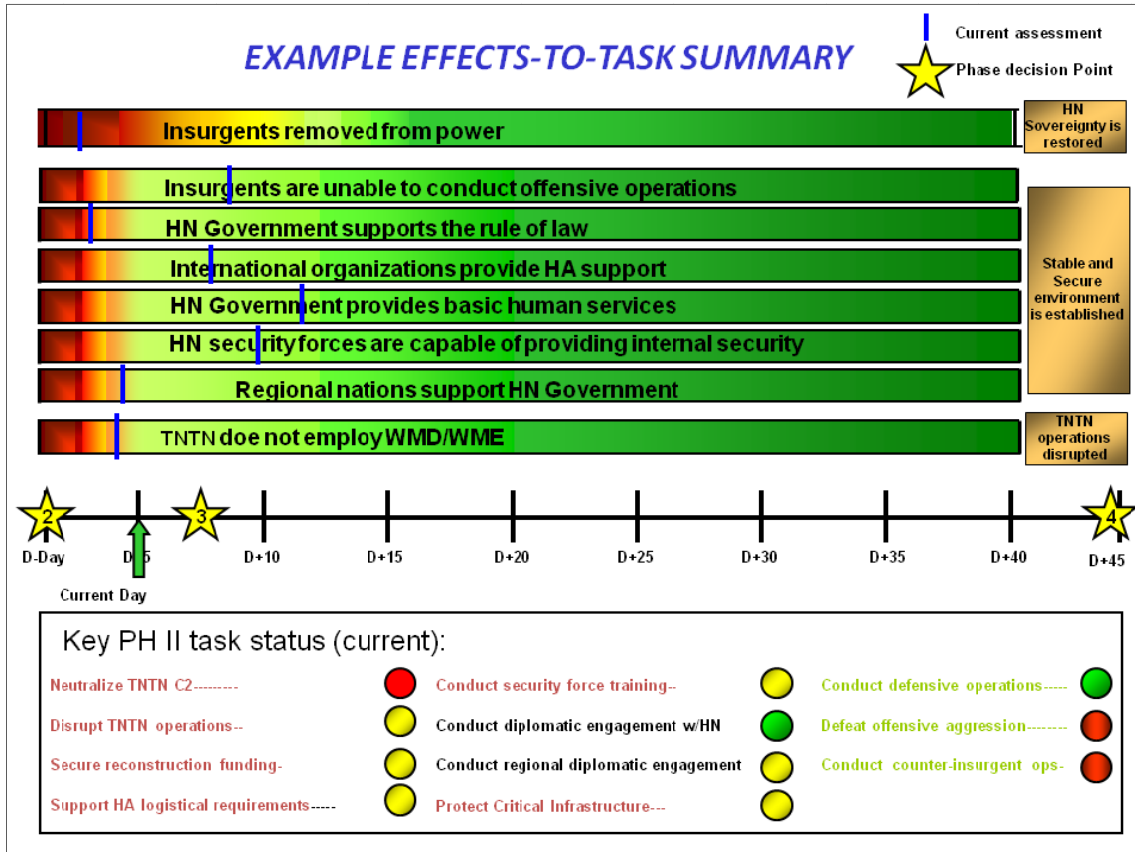 EXAMPLE EFFECTS-TO-TASK SUMMARY
Current assessment
Phase decision Point
Insurgents removed from power
HN
Sovereignty is
restored
Insurgents are unable to conduct offensive operations
HN Government supports the rule of law
International organizations provide HA support
HN Government provides basic human services
HN security forces are capable of providing internal security
Regional nations support HN Government
Stable and
Secure
environment
is established
TNTN does not employ WMD/WME
TNTN
operations
disrupted
2
3
4
D-Day
D+5
D+10
D+15
D+20
D+25
D+30
D+35
D+40
D+45
Current Day
Key PH II task status (current):
Neutralize TNTN C2---------
Conduct security force training--
Conduct defensive operations-----
Disrupt TNTN operations--
Conduct diplomatic engagement w/HN
Defeat offensive aggression--------
Secure reconstruction funding-
Conduct regional diplomatic engagement
Conduct counter-insurgent ops-
Support HA logistical requirements-----
Protect Critical Infrastructure---